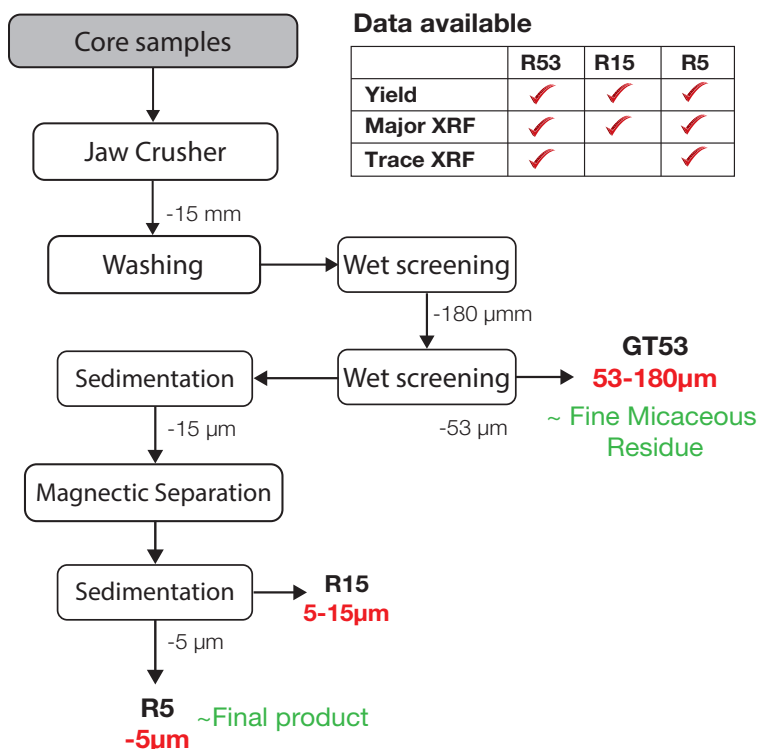 Core samples
Data available
R53 R15 R5
Yield
Major XRF
Trace XRF
Jaw Crusher
-15 mm
Washing
Wet screening
-180 µmm
GT53
53-180µm
~ Fine Micaceous
Residue
Sedimentation
Wet screening
-53 µm
-15 µm
Magnectic Separation
Sedimentation
R15
5-15µm
-5 µm
R5
-5µm
~Final product